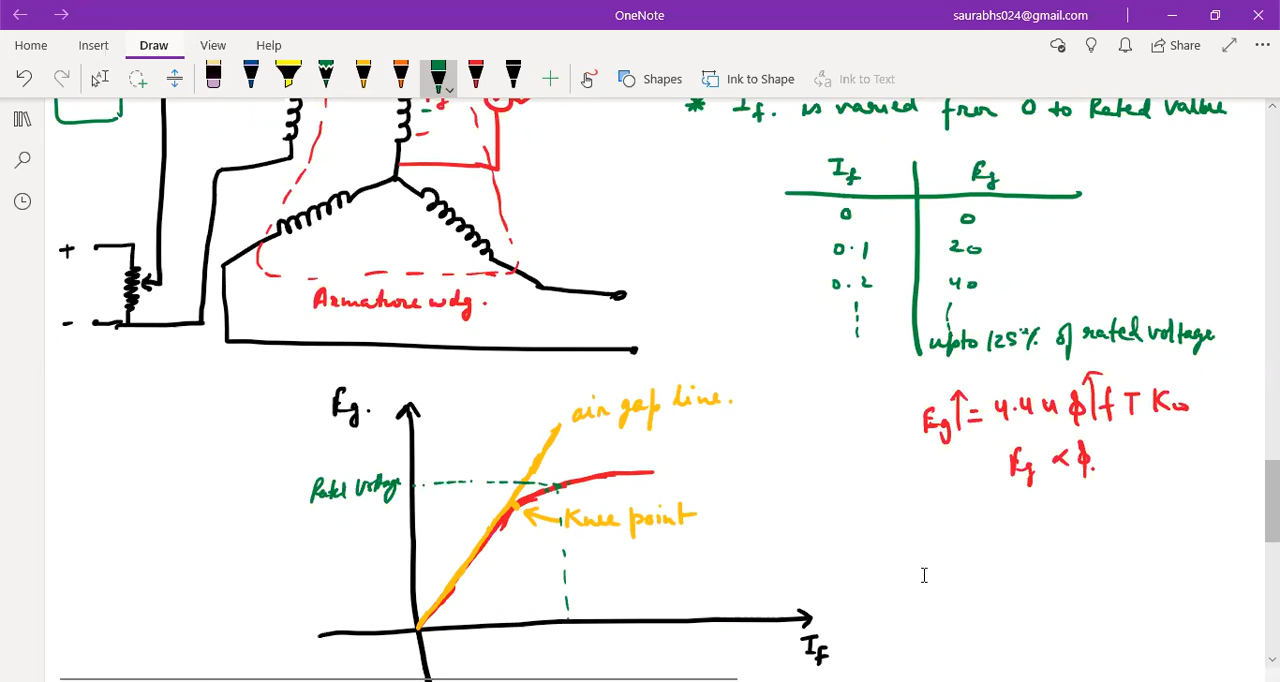 OneNote
saurabhs024@gmail.com
Home Insert Draw View Help
Share
Shapes
Ink to Shape
Ink to Text
* If. is varied from 0 to Rated value
If Eg
0 0
0.1 20
0.2 40
upto 125% of rated voltage
+
-
Armature wdg.
Eg↑ = 4.44 φ↑ f T Kω
Eg ∝ φ.
Eg.
air gap line.
Rated voltage
Knee point
If